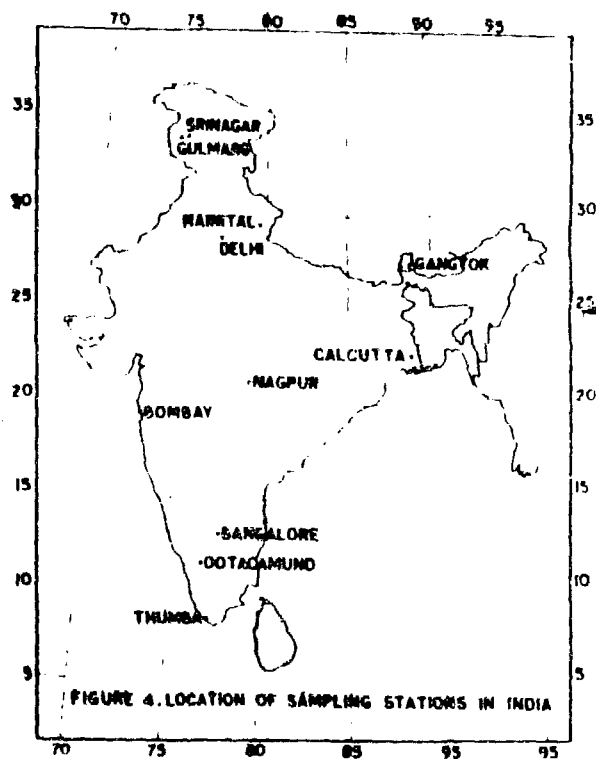 70 75 80 85 90 95
35 35
SRINAGAR
GULMARG
30 30
NAINITAL
DELHI
GANGTOK
25 25
CALCUTTA
NAGPUR
20 20
BOMBAY
15 15
BANGALORE
OOTACAMUND
10 10
THUMBA
5 5
FIGURE 4. LOCATION OF SAMPLING STATIONS IN INDIA
70 75 80 85 95 95